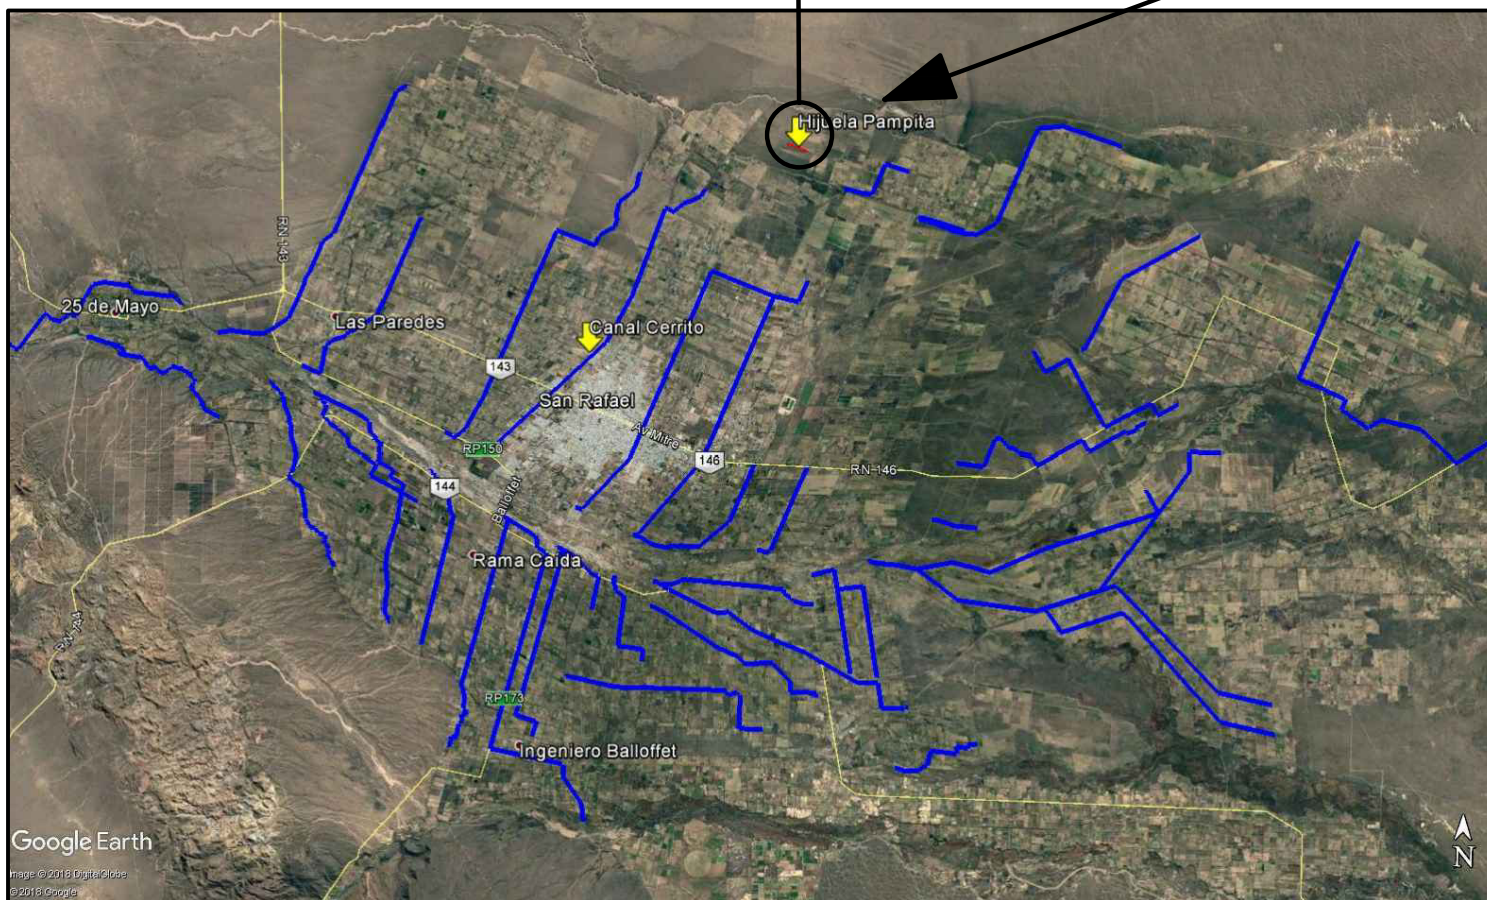 Hijuela Pampita
RN 143
25 de Mayo
Las Paredes
Canal Cerrito
143
San Rafael
Av Mitre
RP150
146
RN 146
144
Balloffet
Rama Caída
RN 144
RP173
Ingeniero Balloffet
Google Earth
N
Image © 2018 DigitalGlobe
© 2018 Google